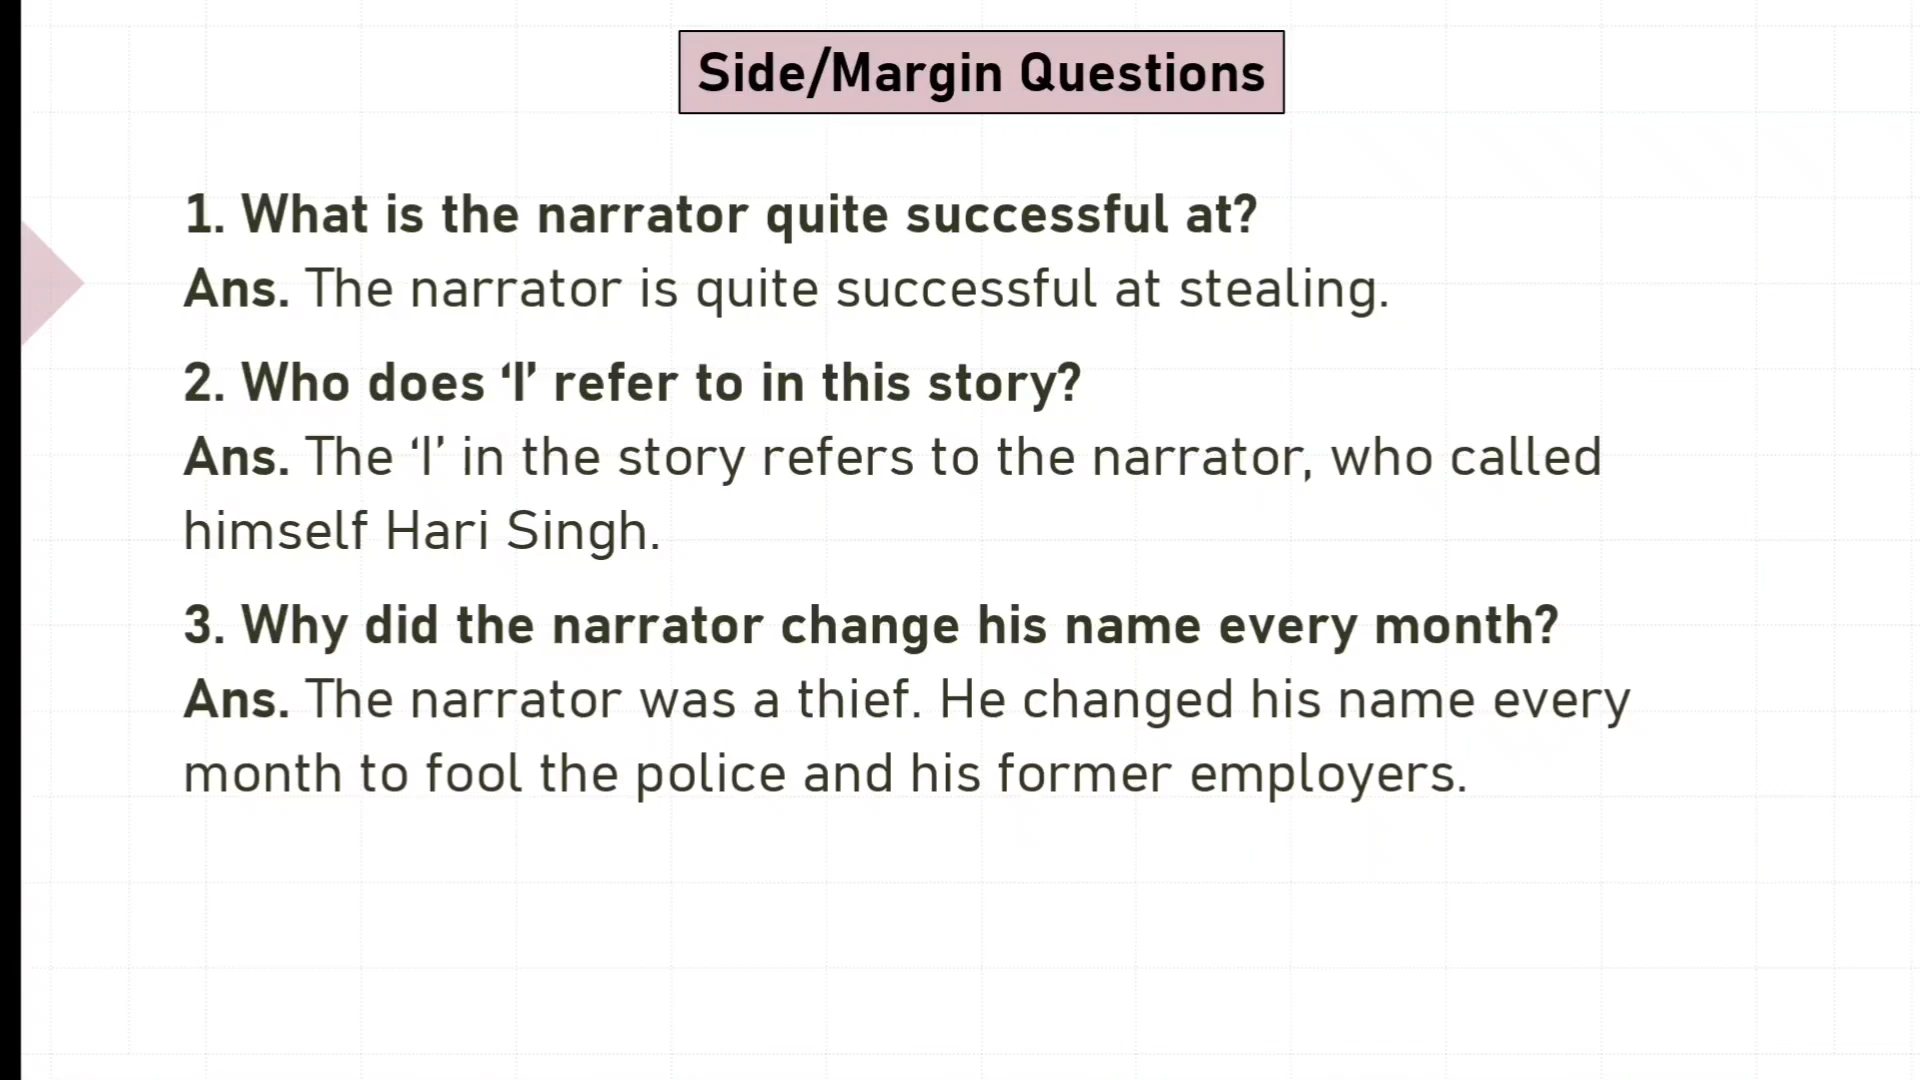 Side/Margin Questions
1. What is the narrator quite successful at?
Ans. The narrator is quite successful at stealing.
2. Who does ‘I’ refer to in this story?
Ans. The ‘I’ in the story refers to the narrator, who called
himself Hari Singh.
3. Why did the narrator change his name every month?
Ans. The narrator was a thief. He changed his name every
month to fool the police and his former employers.